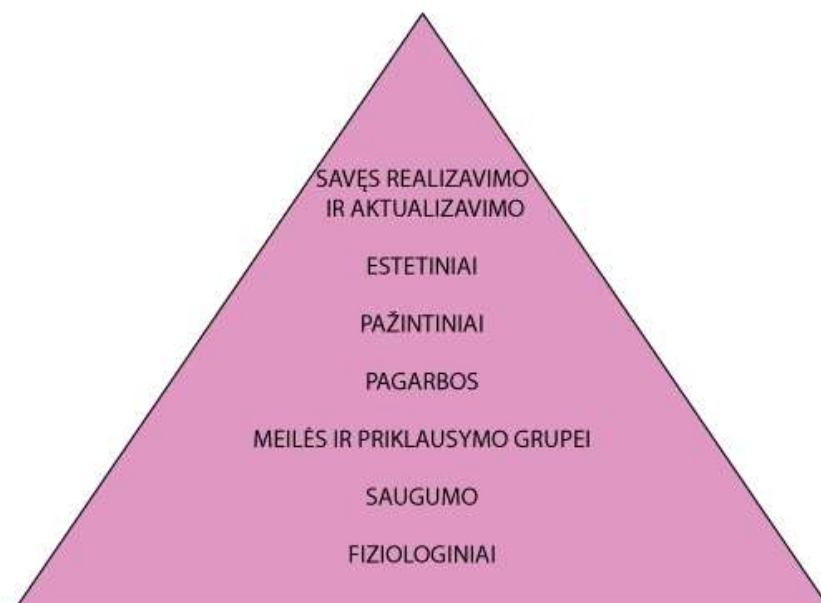 SAVĘS REALIZAVIMO
IR AKTUALIZAVIMO
ESTETINIAI
PAŽINTINIAI
PAGARBOS
MEILĖS IR PRIKLAUSYMO GRUPEI
SAUGUMO
FIZIOLOGINIAI